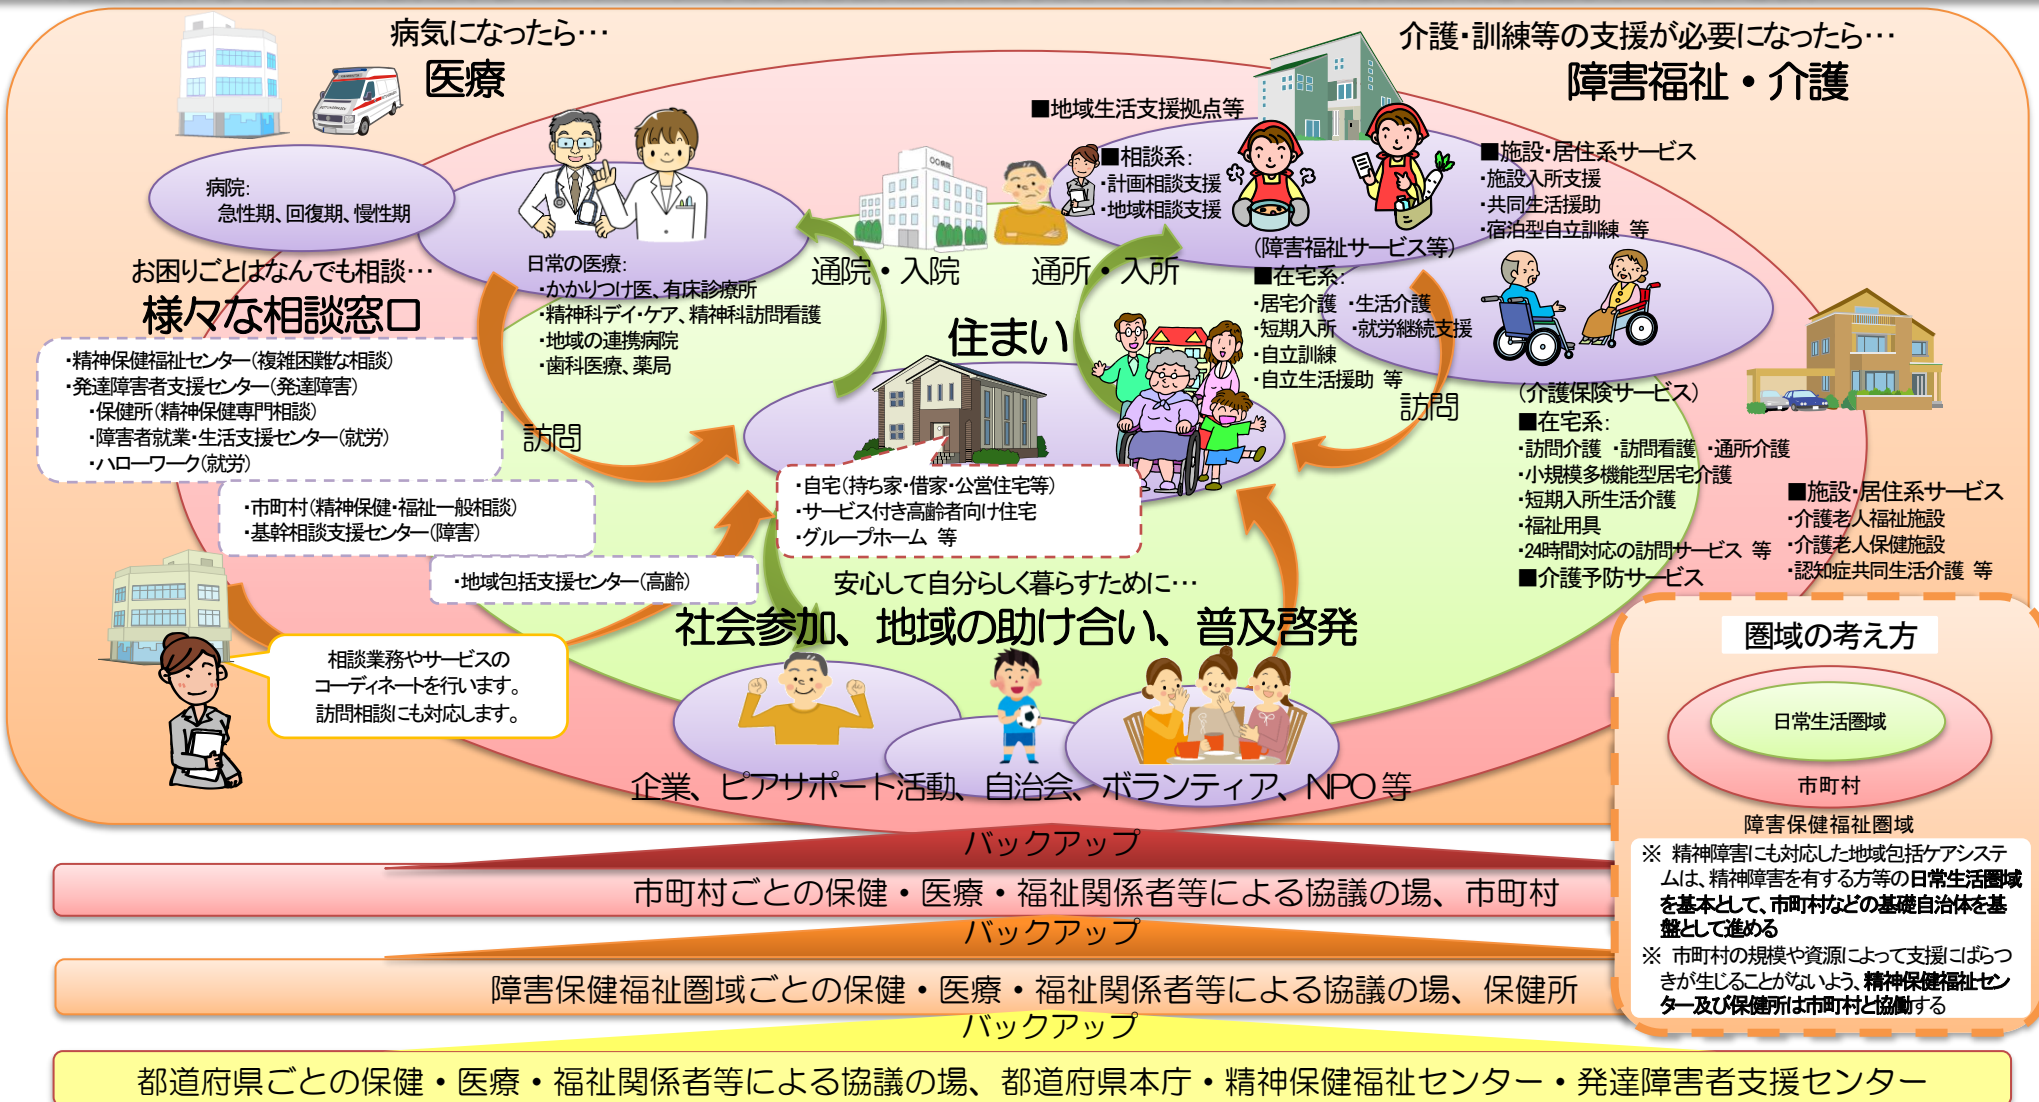 病気になったら…
医療
病院:
急性期、回復期、慢性期
日常の医療:
・かかりつけ医、有床診療所
・精神科デイ・ケア、精神科訪問看護
・地域の連携病院
・歯科医療、薬局
○○病院
通院・入院
通所・入所
介護・訓練等の支援が必要になったら…
障害福祉・介護
■地域生活支援拠点等
■相談系:
・計画相談支援
・地域相談支援
■施設・居住系サービス
・施設入所支援
・共同生活援助
・宿泊型自立訓練 等
(障害福祉サービス等)
■在宅系:
・居宅介護 ・生活介護
・短期入所 ・就労継続支援
・自立訓練
・自立生活援助 等
訪問
(介護保険サービス)
■在宅系:
・訪問介護 ・訪問看護 ・通所介護
・小規模多機能型居宅介護
・短期入所生活介護
・福祉用具
・24時間対応の訪問サービス 等
■介護予防サービス
■施設・居住系サービス
・介護老人福祉施設
・介護老人保健施設
・認知症共同生活介護 等
お困りごとはなんでも相談…
様々な相談窓口
・精神保健福祉センター(複雑困難な相談)
・発達障害者支援センター(発達障害)
・保健所(精神保健専門相談)
・障害者就業・生活支援センター(就労)
・ハローワーク(就労)
・市町村(精神保健・福祉一般相談)
・基幹相談支援センター(障害)
・地域包括支援センター(高齢)
訪問
相談業務やサービスの
コーディネートを行います。
訪問相談にも対応します。
住まい
・自宅(持ち家・借家・公営住宅等)
・サービス付き高齢者向け住宅
・グループホーム 等
安心して自分らしく暮らすために…
社会参加、地域の助け合い、普及啓発
企業、ピアサポート活動、自治会、ボランティア、NPO 等
圏域の考え方
日常生活圏域
市町村
障害保健福祉圏域
※ 精神障害にも対応した地域包括ケアシステ
ムは、精神障害を有する方等の日常生活圏域
を基本として、市町村などの基礎自治体を基
盤として進める
※ 市町村の規模や資源によって支援にばらつ
きが生じることがないよう、精神保健福祉セン
ター及び保健所は市町村と協働する
バックアップ
市町村ごとの保健・医療・福祉関係者等による協議の場、市町村
バックアップ
障害保健福祉圏域ごとの保健・医療・福祉関係者等による協議の場、保健所
バックアップ
都道府県ごとの保健・医療・福祉関係者等による協議の場、都道府県本庁・精神保健福祉センター・発達障害者支援センター